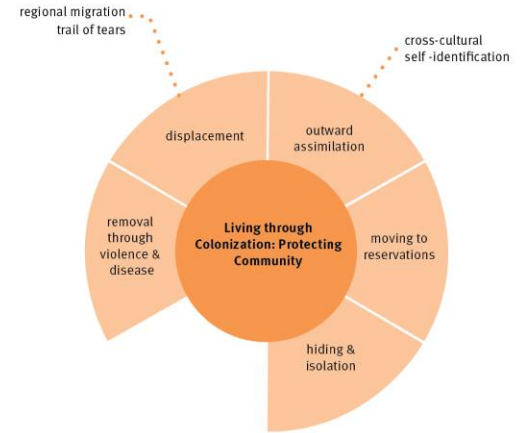 regional migration
trail of tears
cross-cultural
self -identification
displacement
outward
assimilation
removal
through
violence &
disease
Living through
Colonization: Protecting
Community
moving to
reservations
hiding &
isolation